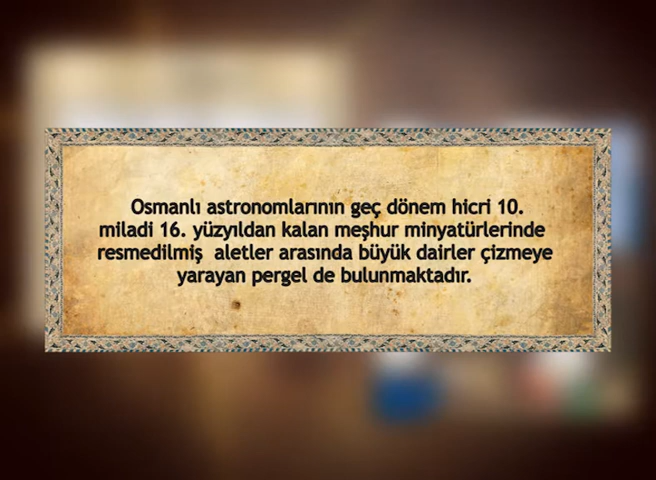 Osmanlı astronomlarının geç dönem hicri 10.
miladi 16. yüzyıldan kalan meşhur minyatürlerinde
resmedilmiş aletler arasında büyük dairler çizmeye
yarayan pergel de bulunmaktadır.